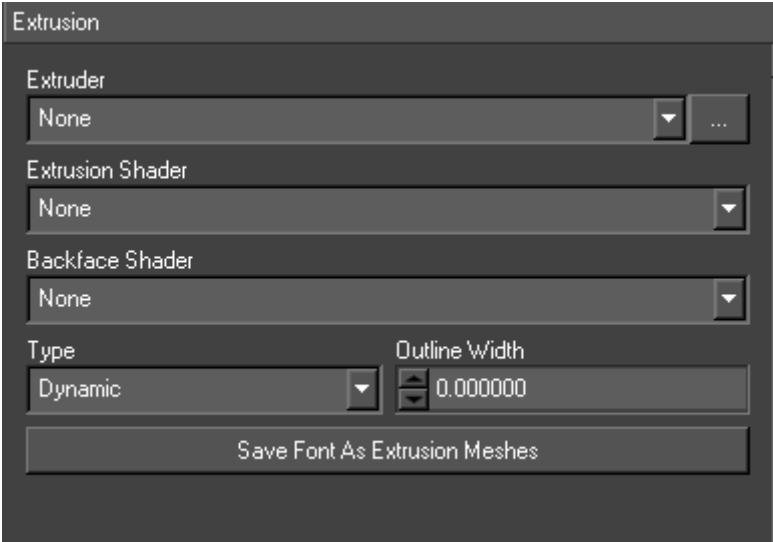 Extrusion
Extruder
None
...
Extrusion Shader
None
Backface Shader
None
Type
Outline Width
Dynamic
0.000000
Save Font As Extrusion Meshes